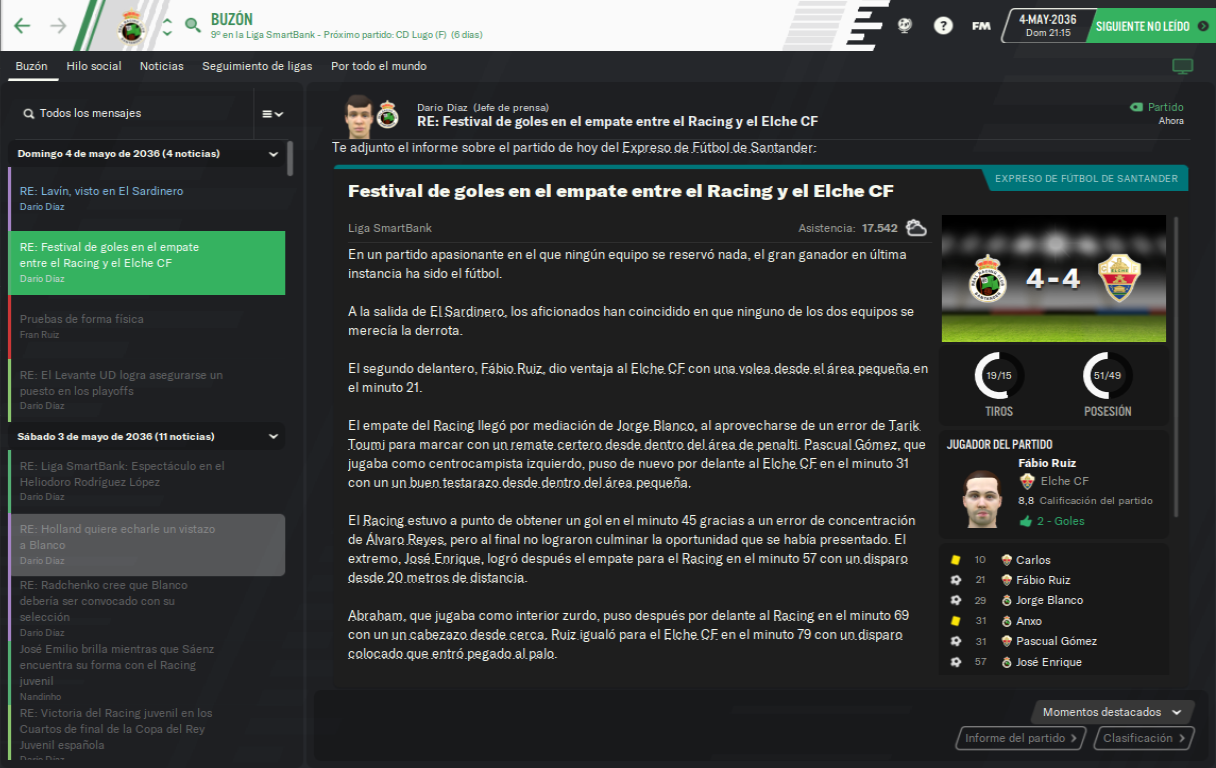 BUZÓN
9º en la Liga SmartBank - Próximo partido: CD Lugo (F) (6 días)
?
FM
4-MAY-2036
Dom 21:15
SIGUIENTE NO LEÍDO
Buzón
Hilo social
Noticias
Seguimiento de ligas
Por todo el mundo
Todos los mensajes
Domingo 4 de mayo de 2036 (4 noticias)
RE: Lavín, visto en El Sardinero
Darío Díaz
RE: Festival de goles en el empate
entre el Racing y el Elche CF
Darío Díaz
Pruebas de forma física
Fran Ruiz
RE: El Levante UD logra asegurarse un
puesto en los playoffs
Darío Díaz
Sábado 3 de mayo de 2036 (11 noticias)
RE: Liga SmartBank: Espectáculo en el
Heliodoro Rodríguez López
Darío Díaz
RE: Holland quiere echarle un vistazo
a Blanco
Darío Díaz
RE: Radchenko cree que Blanco
debería ser convocado con su
selección
Darío Díaz
José Emilio brilla mientras que Sáenz
encuentra su forma con el Racing
juvenil
Nandinho
RE: Victoria del Racing juvenil en los
Cuartos de final de la Copa del Rey
Juvenil española
Darío Díaz
Darío Díaz (Jefe de prensa)
RE: Festival de goles en el empate entre el Racing y el Elche CF
Partido
Ahora
Te adjunto el informe sobre el partido de hoy del Expreso de Fútbol de Santander:
EXPRESO DE FÚTBOL DE SANTANDER
Festival de goles en el empate entre el Racing y el Elche CF
Liga SmartBank
Asistencia: 17.542
En un partido apasionante en el que ningún equipo se reservó nada, el gran ganador en última
instancia ha sido el fútbol.
A la salida de El Sardinero, los aficionados han coincidido en que ninguno de los dos equipos se
merecía la derrota.
El segundo delantero, Fábio Ruiz, dio ventaja al Elche CF con una volea desde el área pequeña en
el minuto 21.
El empate del Racing llegó por mediación de Jorge Blanco, al aprovecharse de un error de Tarik
Toumi para marcar con un remate certero desde dentro del área de penalti. Pascual Gómez, que
jugaba como centrocampista izquierdo, puso de nuevo por delante al Elche CF en el minuto 31
con un un buen testarazo desde dentro del área pequeña.
El Racing estuvo a punto de obtener un gol en el minuto 45 gracias a un error de concentración
de Álvaro Reyes, pero al final no lograron culminar la oportunidad que se había presentado. El
extremo, José Enrique, logró después el empate para el Racing en el minuto 57 con un disparo
desde 20 metros de distancia.
Abraham, que jugaba como interior zurdo, puso después por delante al Racing en el minuto 69
con un un cabezazo desde cerca. Ruiz igualó para el Elche CF en el minuto 79 con un disparo
colocado que entró pegado al palo.
4-4
19/15
TIROS
51/49
POSESIÓN
JUGADOR DEL PARTIDO
Fábio Ruiz
Elche CF
8,8 Calificación del partido
2 - Goles
10 Carlos
21 Fábio Ruiz
29 Jorge Blanco
31 Anxo
31 Pascual Gómez
57 José Enrique
Momentos destacados
Informe del partido
Clasificación